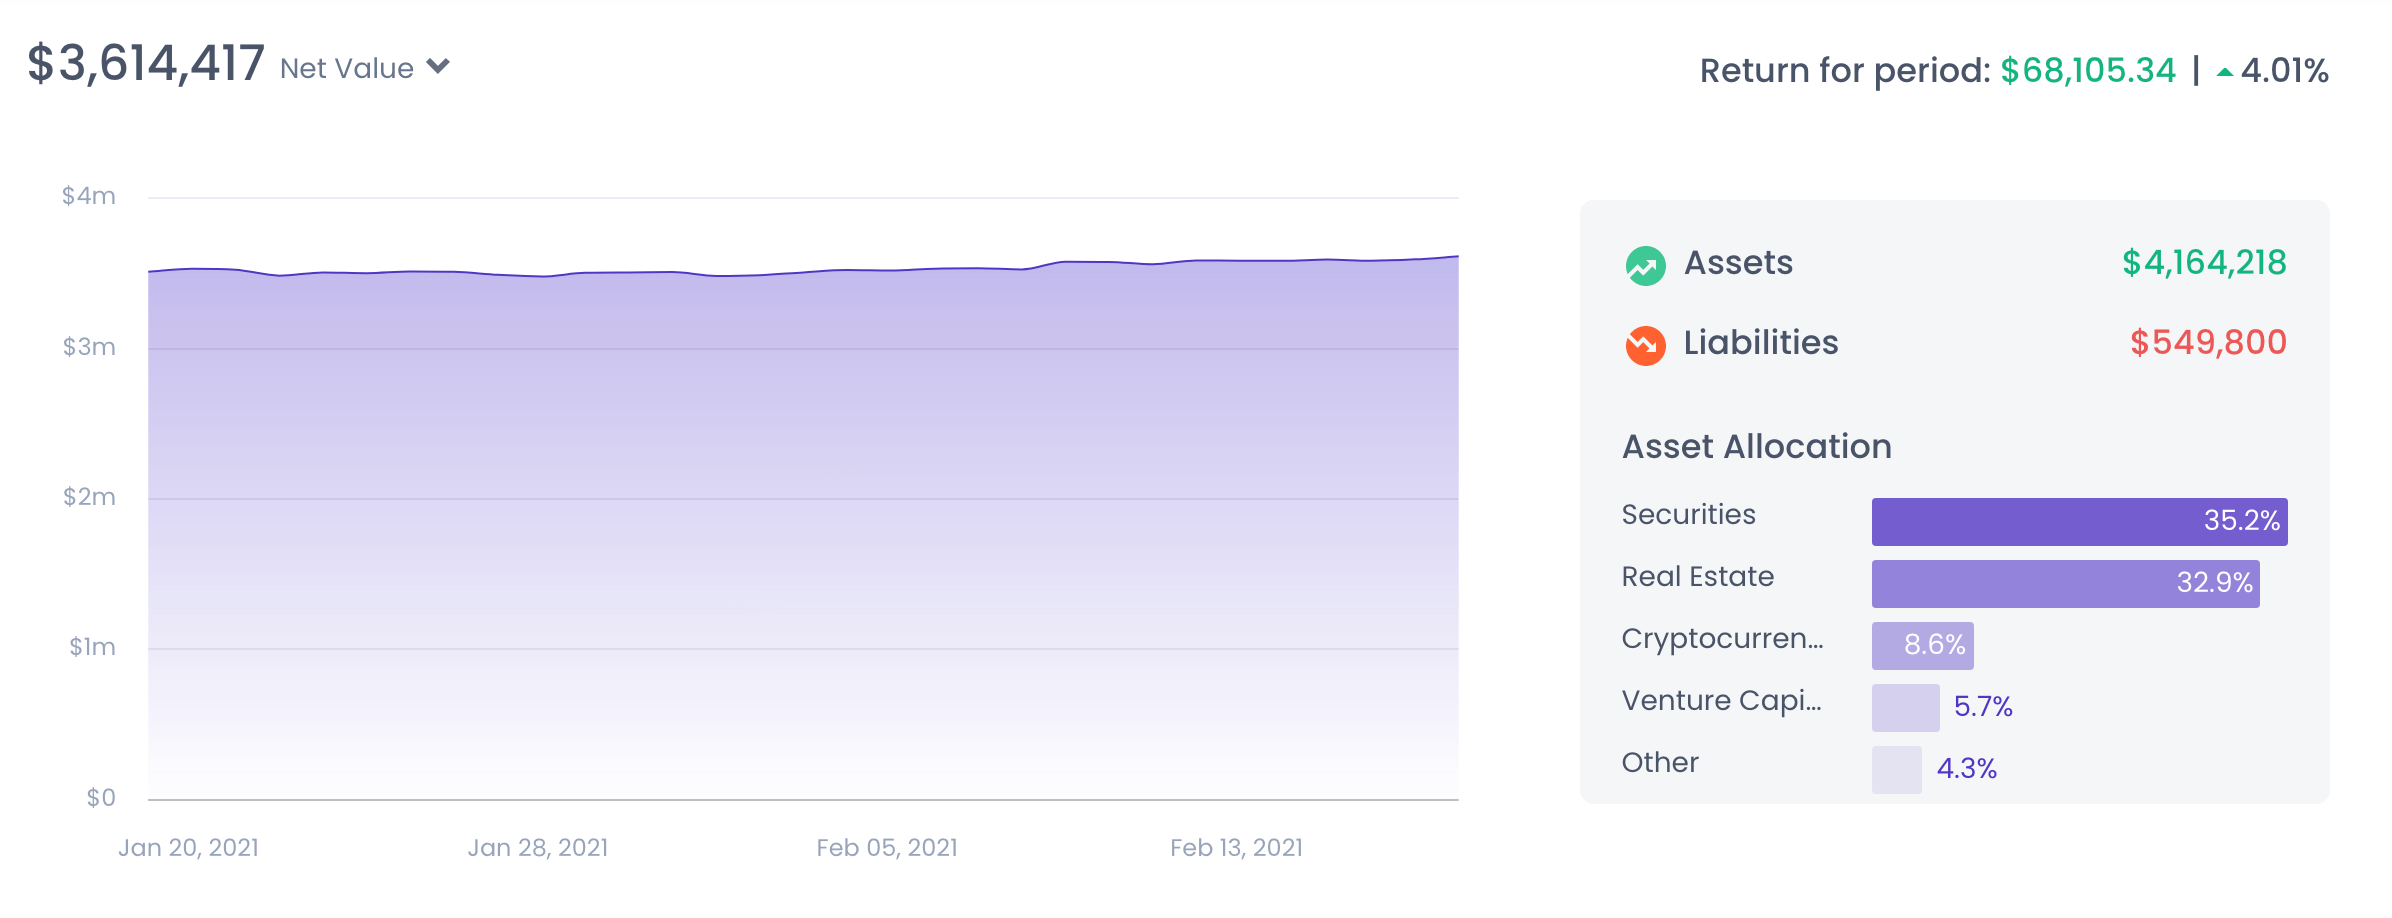 $3,614,417 Net Value
Return for period: $68,105.34 | 4.01%
$4m
$3m
$2m
$1m
$0
Jan 20, 2021
Jan 28, 2021
Feb 05, 2021
Feb 13, 2021
Assets $4,164,218
Liabilities $549,800
Asset Allocation
Securities 35.2%
Real Estate 32.9%
Cryptocurren... 8.6%
Venture Capi... 5.7%
Other 4.3%